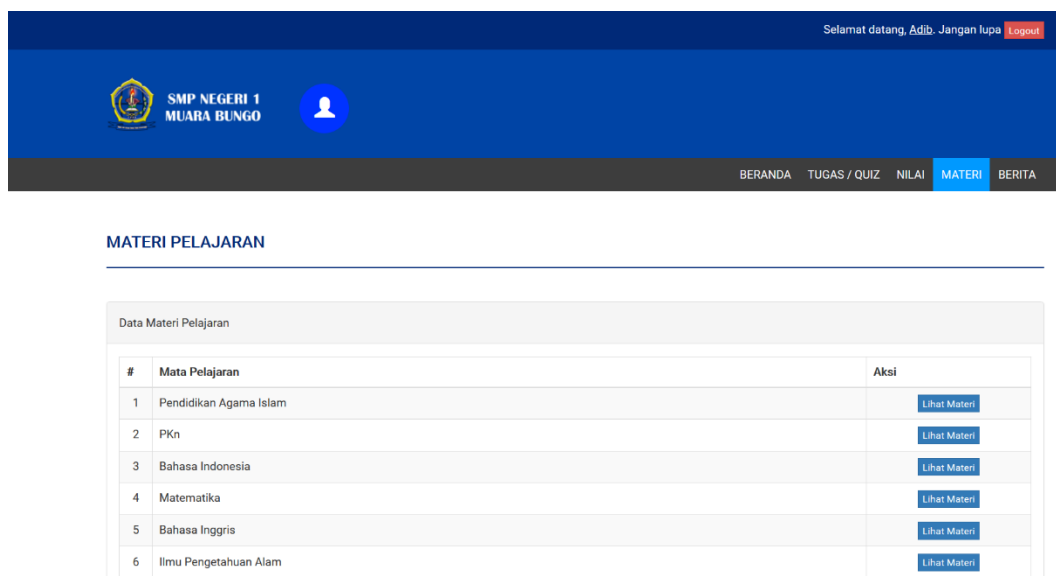 Selamat datang, Adib. Jangan lupa Logout
SMP NEGERI 1
MUARA BUNGO
BERANDA TUGAS / QUIZ NILAI MATERI BERITA
MATERI PELAJARAN
Data Materi Pelajaran
# Mata Pelajaran Aksi
1 Pendidikan Agama Islam Lihat Materi
2 PKn Lihat Materi
3 Bahasa Indonesia Lihat Materi
4 Matematika Lihat Materi
5 Bahasa Inggris Lihat Materi
6 Ilmu Pengetahuan Alam Lihat Materi